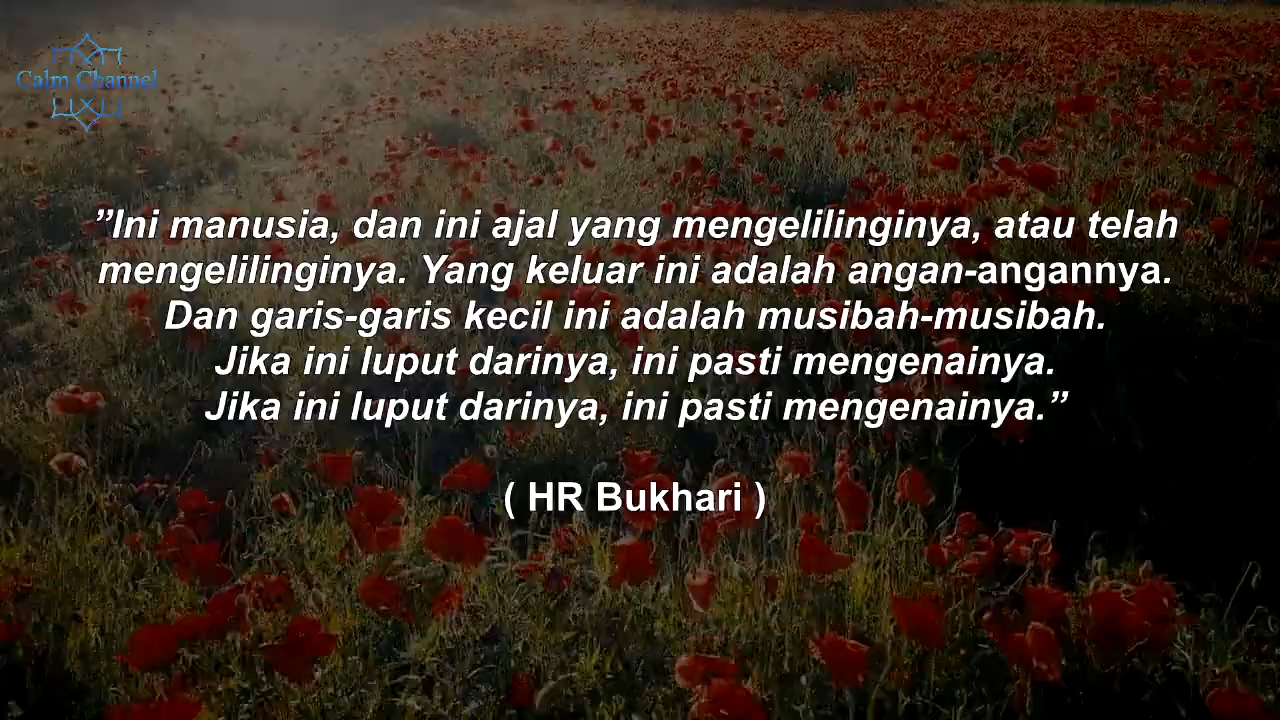 Calm Channel
”Ini manusia, dan ini ajal yang mengelilinginya, atau telah
mengelilinginya. Yang keluar ini adalah angan-angannya.
Dan garis-garis kecil ini adalah musibah-musibah.
Jika ini luput darinya, ini pasti mengenainya.
Jika ini luput darinya, ini pasti mengenainya.”
( HR Bukhari )